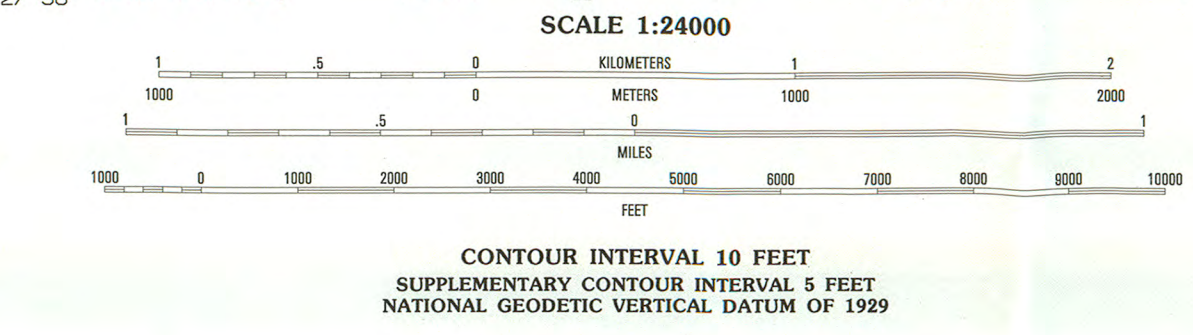 SCALE 1:24000
1 .5 0 KILOMETERS 1 2
1000 0 METERS 1000 2000
1 .5 0 1
MILES
1000 0 1000 2000 3000 4000 5000 6000 7000 8000 9000 10000
FEET
CONTOUR INTERVAL 10 FEET
SUPPLEMENTARY CONTOUR INTERVAL 5 FEET
NATIONAL GEODETIC VERTICAL DATUM OF 1929